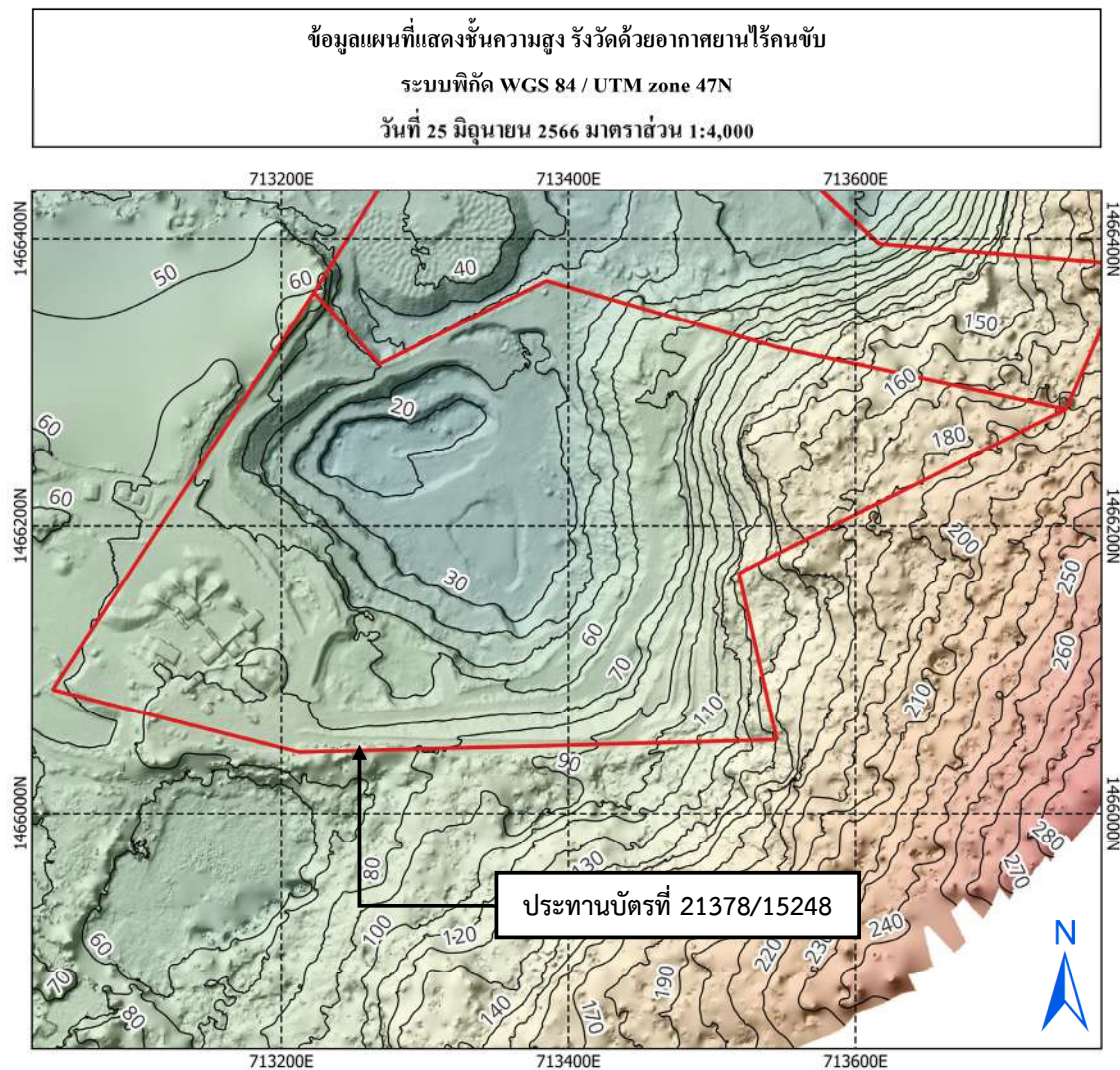 ข้อมูลแผนที่แสดงชั้นความสูง รังวัดด้วยอากาศยานไร้คนขับ
ระบบพิกัด WGS 84 / UTM zone 47N
วันที่ 25 มิถุนายน 2566 มาตราส่วน 1:4,000
713200E 713400E 713600E
1466400N 1466400N
50 60 40 150
160
20 180
60
60
1466200N 1466200N
200
30 250
60 260
70 210
110
90
1466000N 1466000N
80 130 280
270
ประทานบัตรที่ 21378/15248
100 120 240
60 220 230
N
70 190
80 140 170
713200E 713400E 713600E